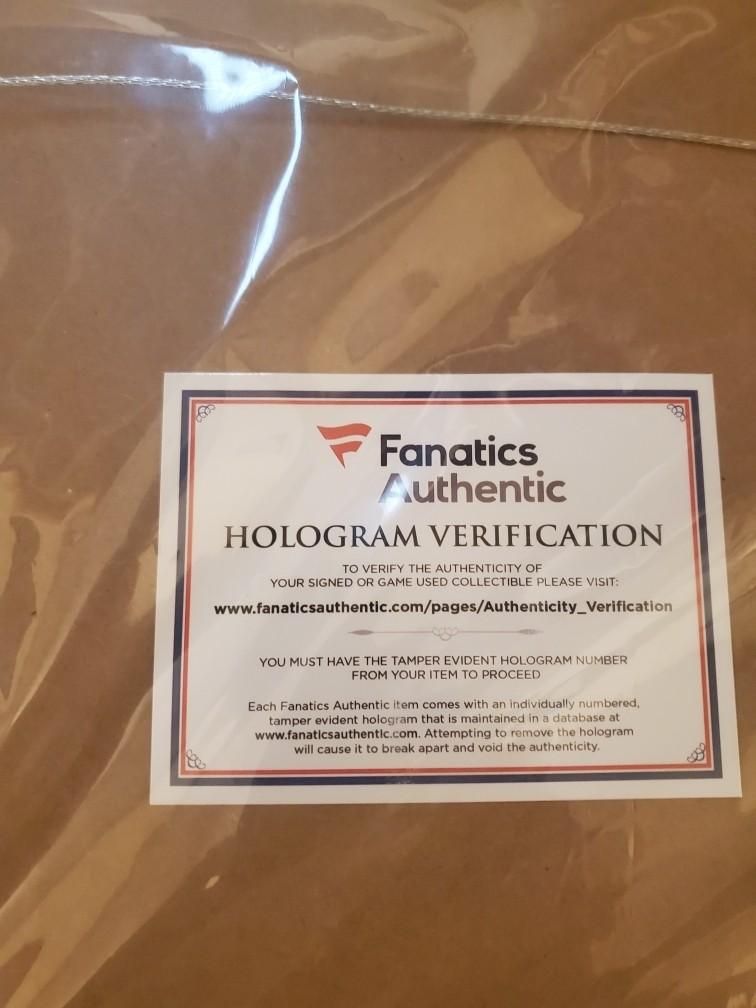 Fanatics
Authentic
HOLOGRAM VERIFICATION
TO VERIFY THE AUTHENTICITY OF
YOUR SIGNED OR GAME USED COLLECTIBLE PLEASE VISIT:
www.fanaticsauthentic.com/pages/Authenticity_Verification
YOU MUST HAVE THE TAMPER EVIDENT HOLOGRAM NUMBER
FROM YOUR ITEM TO PROCEED
Each Fanatics Authentic item comes with an individually numbered,
tamper evident hologram that is maintained in a database at
www.fanaticsauthentic.com. Attempting to remove the hologram
will cause it to break apart and void the authenticity.